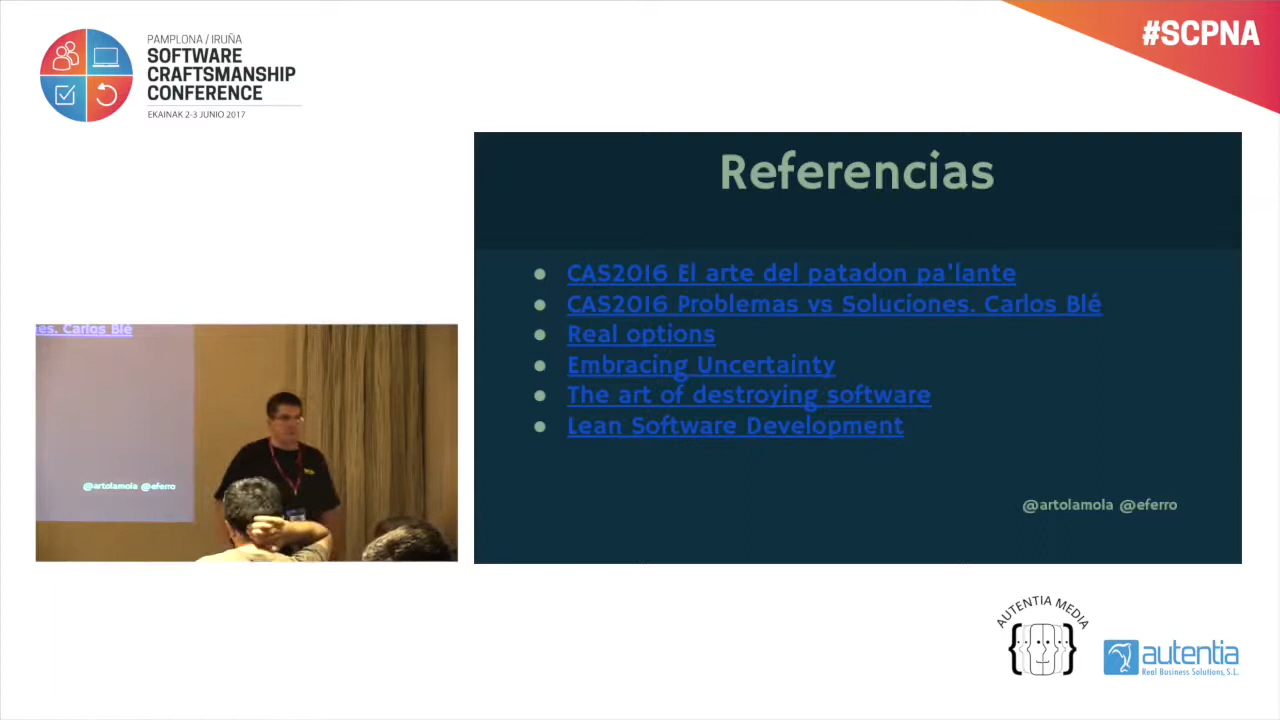 PAMPLONA / IRUÑA
SOFTWARE
CRAFTSMANSHIP
CONFERENCE
EKAINAK 2-3 JUNIO 2017
#SCPNA
Referencias
CAS2016 El arte del patadon pa'lante
CAS2016 Problemas vs Soluciones. Carlos Blé
Real options
Embracing Uncertainty
The art of destroying software
Lean Software Development
@artolamola @eferro
es. Carlos Blé
@artolamola @eferro
AUTENTIA MEDIA
autentia
Real Business Solutions, S.L.